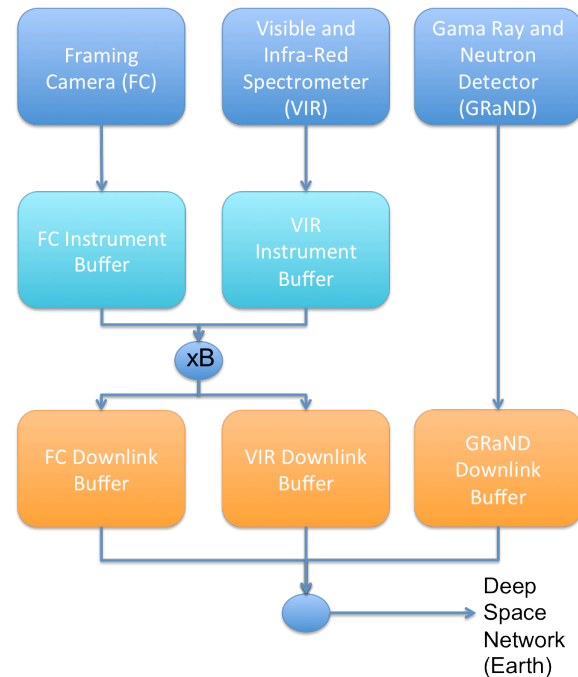 Framing
Camera (FC)
Visible and
Infra-Red
Spectrometer
(VIR)
Gama Ray and
Neutron
Detector
(GRaND)
FC Instrument
Buffer
VIR
Instrument
Buffer
xB
FC Downlink
Buffer
VIR Downlink
Buffer
GRaND
Downlink
Buffer
Deep
Space
Network
(Earth)